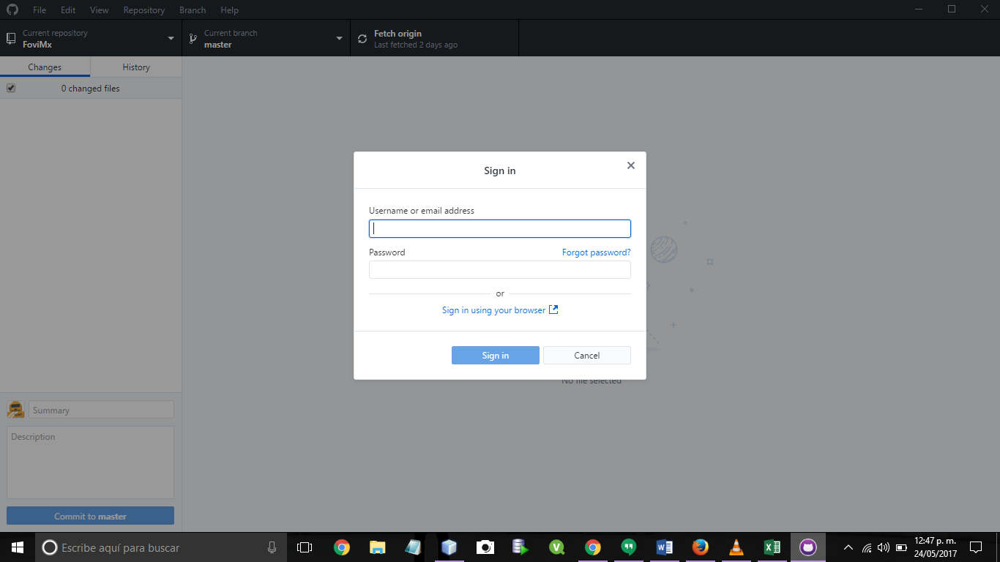 File Edit View Repository Branch Help
Current repository
FoviMx
Current branch
master
Fetch origin
Last fetched 2 days ago
Changes History
0 changed files
Sign in
Username or email address
Password Forgot password?
or
Sign in using your browser
Sign in Cancel
No file selected
Summary
Description
Commit to master
Escribe aquí para buscar
12:47 p. m.
24/05/2017